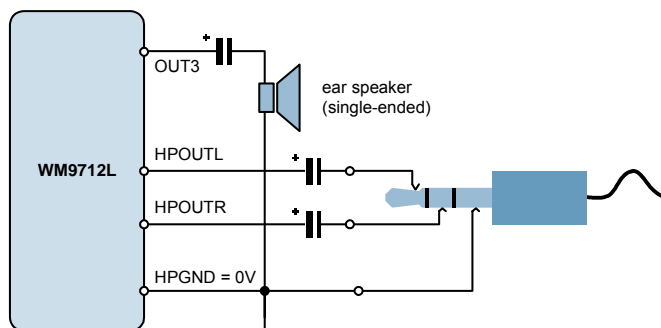 OUT3
ear speaker
(single-ended)
HPOUTL
WM9712L
HPOUTR
HPGND = 0V